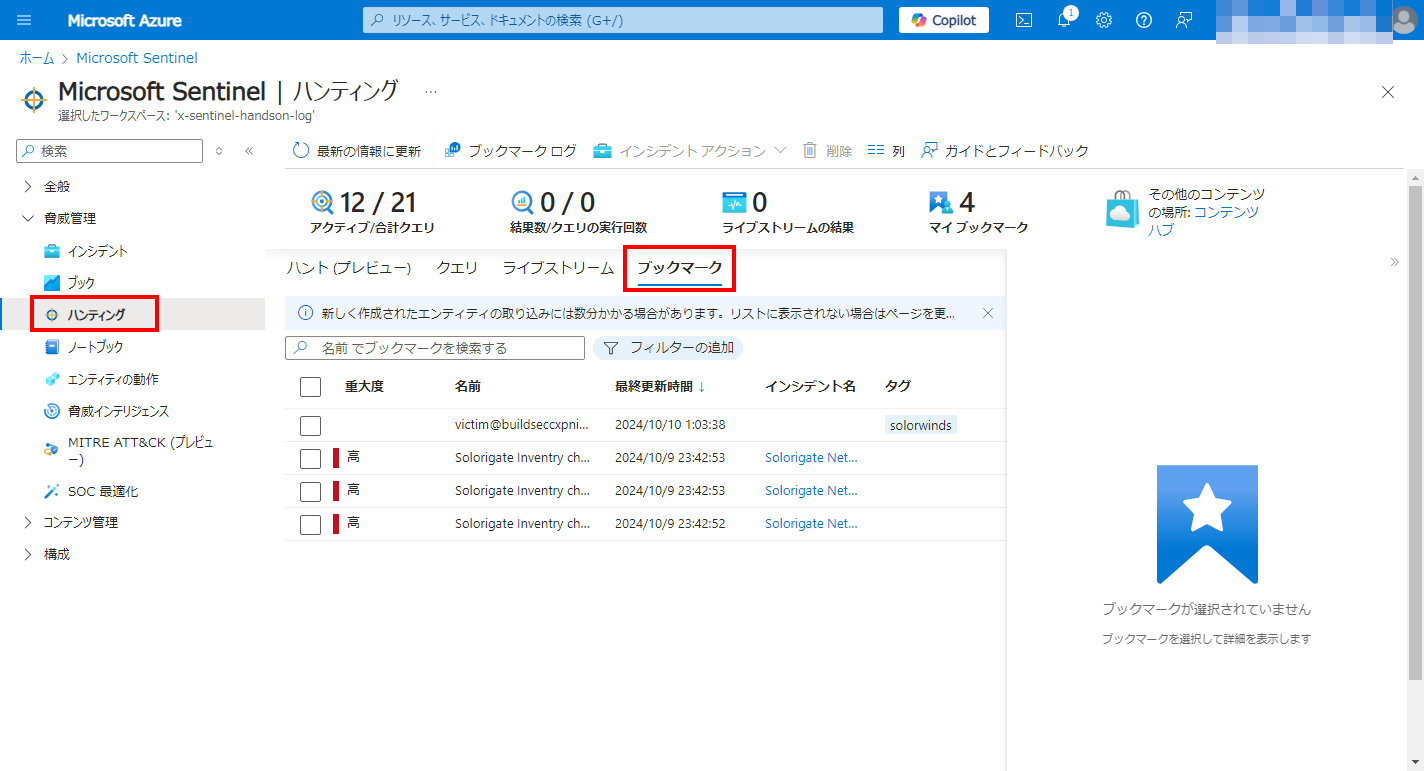 Microsoft Azure
リソース、サービス、ドキュメントの検索 (G+/)
Copilot
1
ホーム > Microsoft Sentinel
Microsoft Sentinel | ハンティング …
選択したワークスペース: 'x-sentinel-handson-log'
検索
最新の情報に更新
ブックマーク ログ
インシデント アクション
削除
列
ガイドとフィードバック
全般
脅威管理
インシデント
ブック
ハンティング
ノートブック
エンティティの動作
脅威インテリジェンス
MITRE ATT&CK (プレビュ
ー)
SOC 最適化
コンテンツ管理
構成
12 / 21
アクティブ/合計クエリ
0 / 0
結果数/クエリの実行回数
0
ライブストリームの結果
4
マイ ブックマーク
その他のコンテンツ
の場所: コンテンツ
ハブ
ハント (プレビュー) クエリ ライブストリーム ブックマーク
新しく作成されたエンティティの取り込みには数分かかる場合があります。リストに表示されない場合はページを更...
名前 でブックマークを検索する
フィルターの追加
重大度 名前 最終更新時間 ↓ インシデント名 タグ
victim@buildseccxpni... 2024/10/10 1:03:38 solorwinds
高 Solorigate Inventry ch... 2024/10/9 23:42:53 Solorigate Net...
高 Solorigate Inventry ch... 2024/10/9 23:42:53 Solorigate Net...
高 Solorigate Inventry ch... 2024/10/9 23:42:52 Solorigate Net...
ブックマークが選択されていません
ブックマークを選択して詳細を表示します